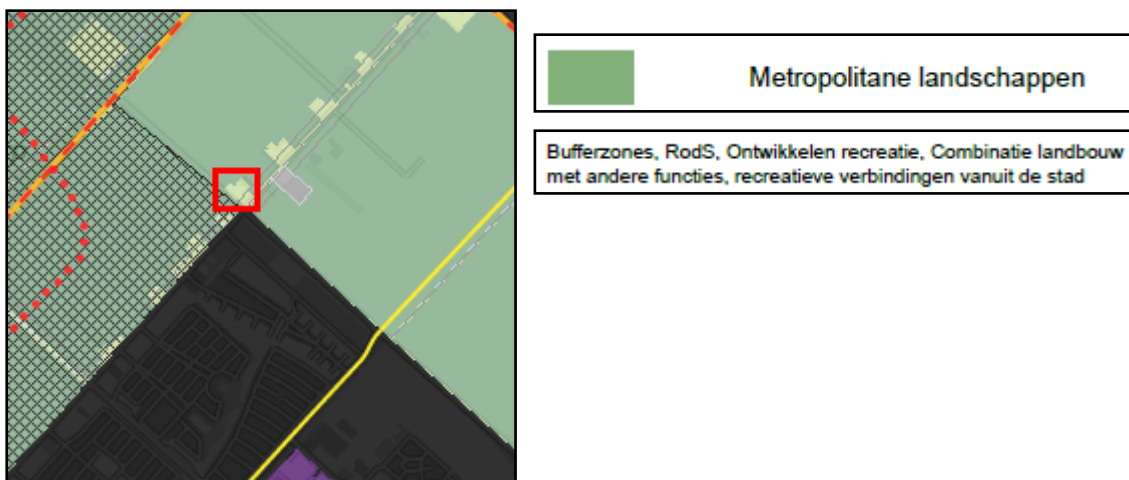 Metropolitane landschappen
Bufferzones, RodS, Ontwikkelen recreatie, Combinatie landbouw
met andere functies, recreatieve verbindingen vanuit de stad